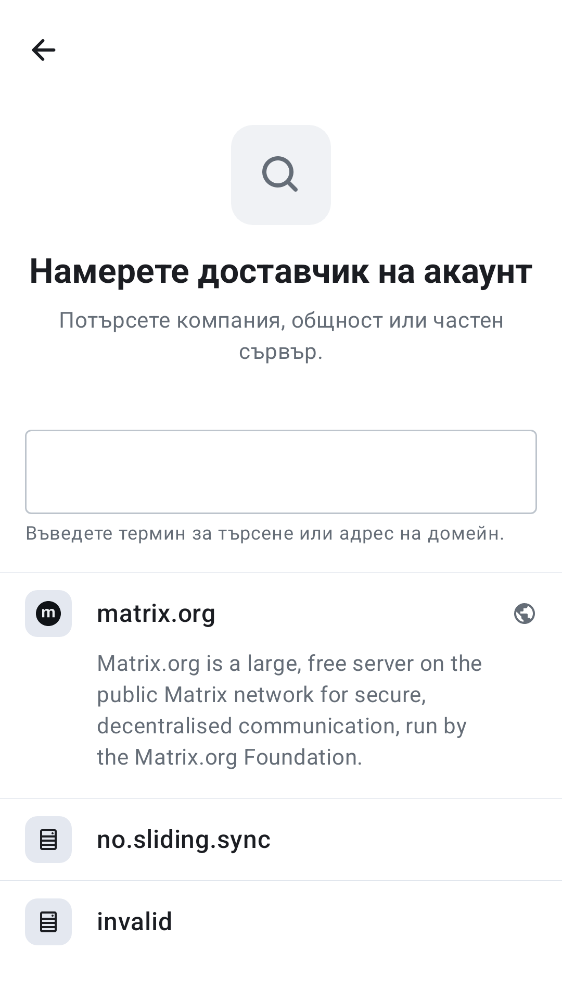 Намерете доставчик на акаунт
Потърсете компания, общност или частен
сървър.
Въведете термин за търсене или адрес на домейн.
m
matrix.org
Matrix.org is a large, free server on the
public Matrix network for secure,
decentralised communication, run by
the Matrix.org Foundation.
no.sliding.sync
invalid